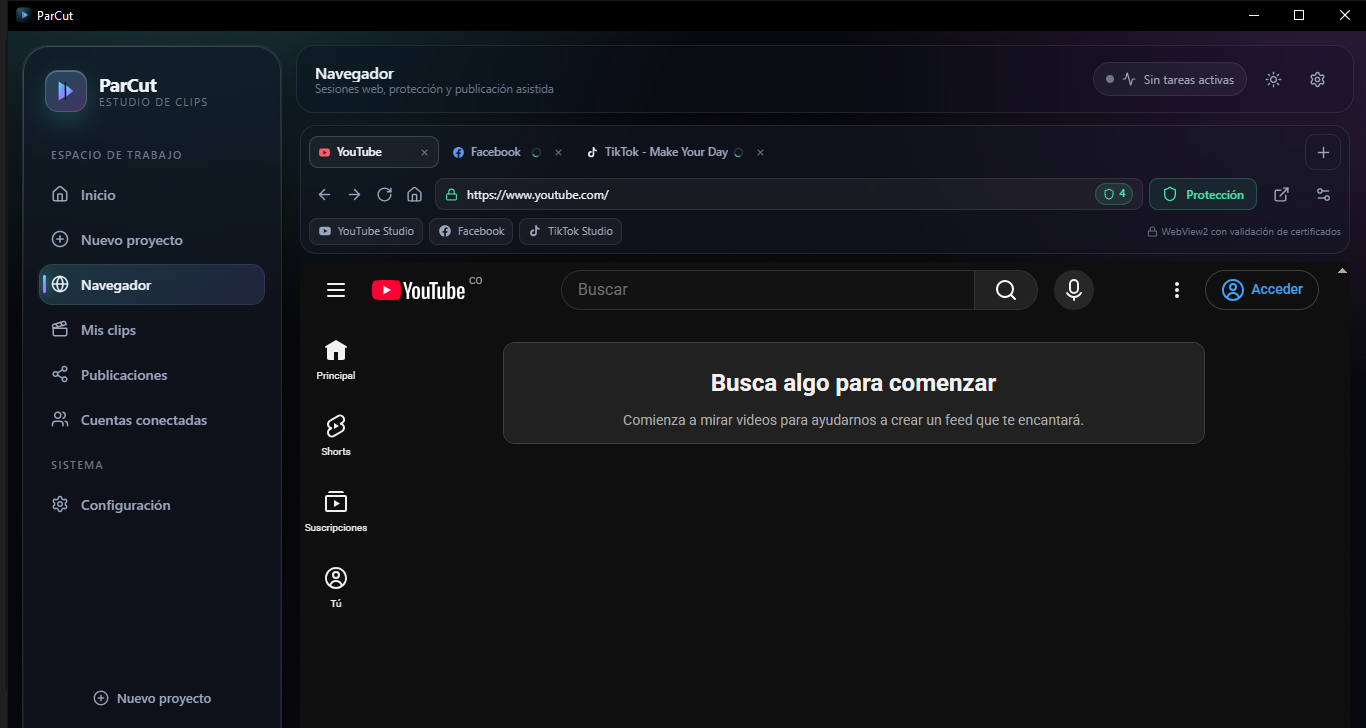 ParCut
ParCut
ESTUDIO DE CLIPS
ESPACIO DE TRABAJO
Inicio
Nuevo proyecto
Navegador
Mis clips
Publicaciones
Cuentas conectadas
SISTEMA
Configuración
Nuevo proyecto
Navegador
Sesiones web, protección y publicación asistida
Sin tareas activas
YouTube
Facebook
TikTok - Make Your Day
https://www.youtube.com/
4
Protección
YouTube Studio
Facebook
TikTok Studio
WebView2 con validación de certificados
YouTube CO
Buscar
Acceder
Principal
Shorts
Suscripciones
Tú
Busca algo para comenzar
Comienza a mirar videos para ayudarnos a crear un feed que te encantará.